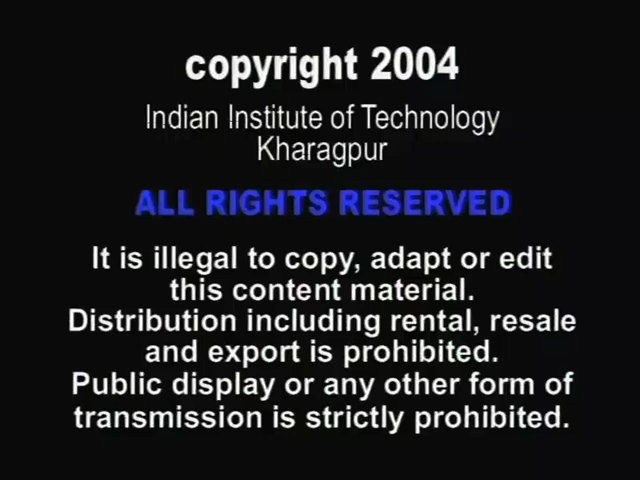 copyright 2004
Indian Institute of Technology
Kharagpur
ALL RIGHTS RESERVED
It is illegal to copy, adapt or edit
this content material.
Distribution including rental, resale
and export is prohibited.
Public display or any other form of
transmission is strictly prohibited.